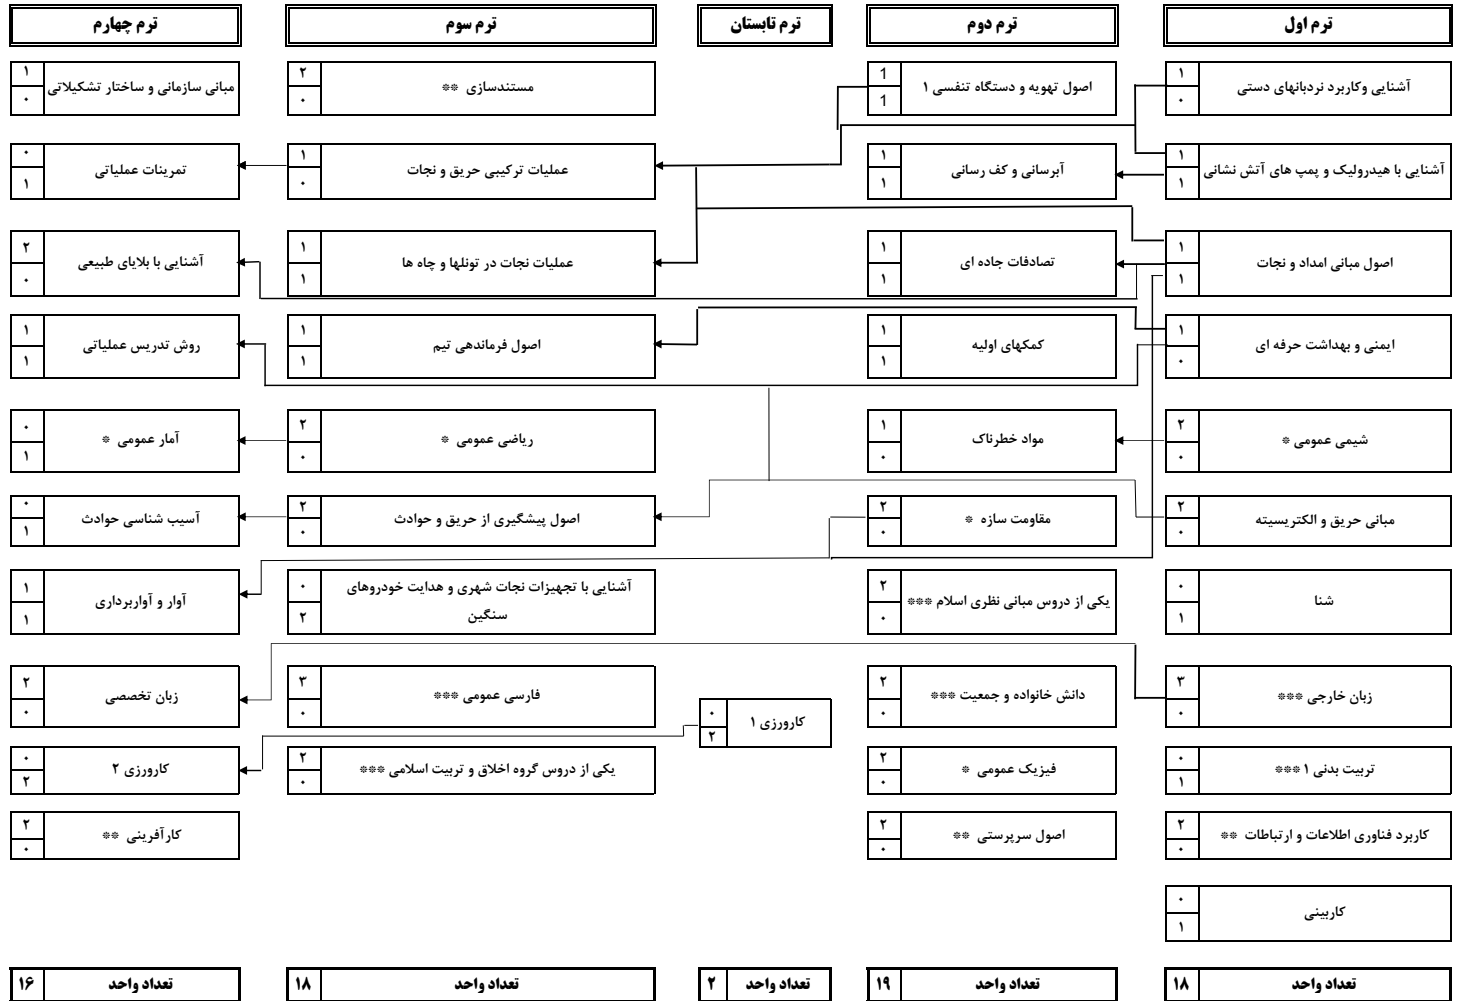 ترم اول
ترم دوم
ترم تابستان
ترم سوم
ترم چهارم
آشنایی وکاربرد نردبانهای دستی
۱
۰
اصول تهویه و دستگاه تنفسی ۱
1
1
مستندسازی **
۲
۰
مبانی سازمانی و ساختار تشکیلاتی
۱
۰
آشنایی با هیدرولیک و پمپ های آتش نشانی
۱
۱
آبرسانی و کف رسانی
۱
۱
عملیات ترکیبی حریق و نجات
۱
۰
تمرینات عملیاتی
۰
۱
اصول مبانی امداد و نجات
۱
۱
تصادفات جاده ای
۱
۱
عملیات نجات در تونلها و چاه ها
۱
۱
آشنایی با بلایای طبیعی
۲
۰
ایمنی و بهداشت حرفه ای
۱
۰
کمکهای اولیه
۱
۱
اصول فرماندهی تیم
۱
۱
روش تدریس عملیاتی
۱
۱
شیمی عمومی *
۲
۰
مواد خطرناک
۱
۰
ریاضی عمومی *
۲
۰
آمار عمومی *
۰
۱
مبانی حریق و الکتریسیته
۲
۰
مقاومت سازه *
۲
۰
اصول پیشگیری از حریق و حوادث
۲
۰
آسیب شناسی حوادث
۰
۱
شنا
۰
۱
یکی از دروس مبانی نظری اسلام ***
۲
۰
آشنایی با تجهیزات نجات شهری و هدایت خودروهای
سنگین
۰
۲
آوار و آواربرداری
۱
۱
زبان خارجی ***
۳
۰
دانش خانواده و جمعیت ***
۲
۰
کارورزی ۱
۰
۲
فارسی عمومی ***
۳
۰
زبان تخصصی
۲
۰
تربیت بدنی ۱ ***
۰
۱
فیزیک عمومی *
۲
۰
یکی از دروس گروه اخلاق و تربیت اسلامی ***
۲
۰
کارورزی ۲
۰
۲
کاربرد فناوری اطلاعات و ارتباطات **
۲
۰
اصول سرپرستی **
۲
۰
کارآفرینی **
۲
۰
کاربینی
۰
۱
تعداد واحد ۱۸
تعداد واحد ۱۹
تعداد واحد ۲
تعداد واحد ۱۸
تعداد واحد ۱۶